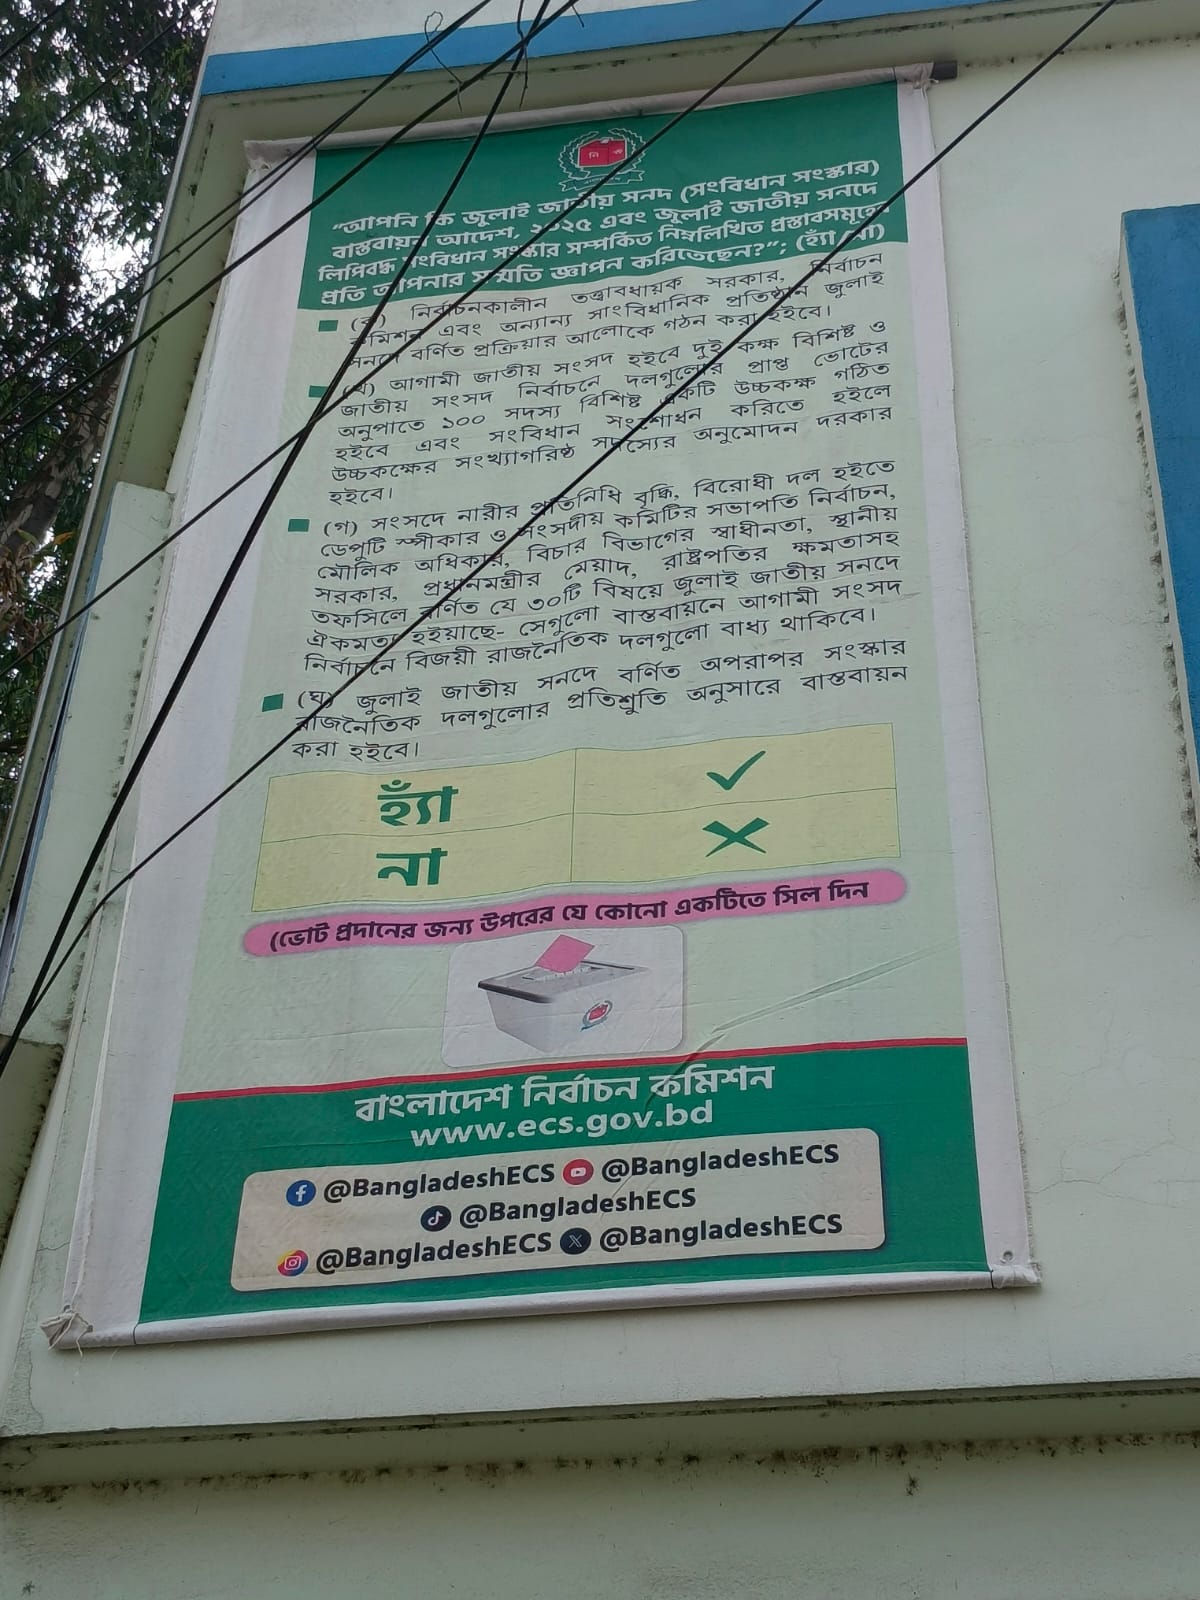 নি ক
“আপনি কি জুলাই জাতীয় সনদ (সংবিধান সংস্কার)
বাস্তবায়ন আদেশ, ২০২৫ এবং জুলাই জাতীয় সনদে
লিপিবদ্ধ সংবিধান সংস্কার সম্পর্কিত নিম্নলিখিত প্রস্তাবসমূহের
প্রতি আপনার সম্মতি জ্ঞাপন করিতেছেন?”; (হ্যাঁ/না)
(ক) নির্বাচনকালীন তত্ত্বাবধায়ক সরকার, নির্বাচন
কমিশন এবং অন্যান্য সাংবিধানিক প্রতিষ্ঠান জুলাই
সনদে বর্ণিত প্রক্রিয়ার আলোকে গঠন করা হইবে।
(খ) আগামী জাতীয় সংসদ হইবে দুই কক্ষ বিশিষ্ট ও
জাতীয় সংসদ নির্বাচনে দলগুলোর প্রাপ্ত ভোটের
অনুপাতে ১০০ সদস্য বিশিষ্ট একটি উচ্চকক্ষ গঠিত
হইবে এবং সংবিধান সংশোধন করিতে হইলে
উচ্চকক্ষের সংখ্যাগরিষ্ঠ সদস্যের অনুমোদন দরকার
হইবে।
(গ) সংসদে নারীর প্রতিনিধি বৃদ্ধি, বিরোধী দল হইতে
ডেপুটি স্পীকার ও সংসদীয় কমিটির সভাপতি নির্বাচন,
মৌলিক অধিকার, বিচার বিভাগের স্বাধীনতা, স্থানীয়
সরকার, প্রধানমন্ত্রীর মেয়াদ, রাষ্ট্রপতির ক্ষমতাসহ
তফসিলে বর্ণিত যে ৩০টি বিষয়ে জুলাই জাতীয় সনদে
ঐকমত্য হইয়াছে- সেগুলো বাস্তবায়নে আগামী সংসদ
নির্বাচনে বিজয়ী রাজনৈতিক দলগুলো বাধ্য থাকিবে।
(ঘ) জুলাই জাতীয় সনদে বর্ণিত অপরাপর সংস্কার
রাজনৈতিক দলগুলোর প্রতিশ্রুতি অনুসারে বাস্তবায়ন
করা হইবে।
হ্যাঁ ✓
না ✗
(ভোট প্রদানের জন্য উপরের যে কোনো একটিতে সিল দিন
বাংলাদেশ নির্বাচন কমিশন
www.ecs.gov.bd
@BangladeshECS @BangladeshECS
@BangladeshECS
@BangladeshECS @BangladeshECS